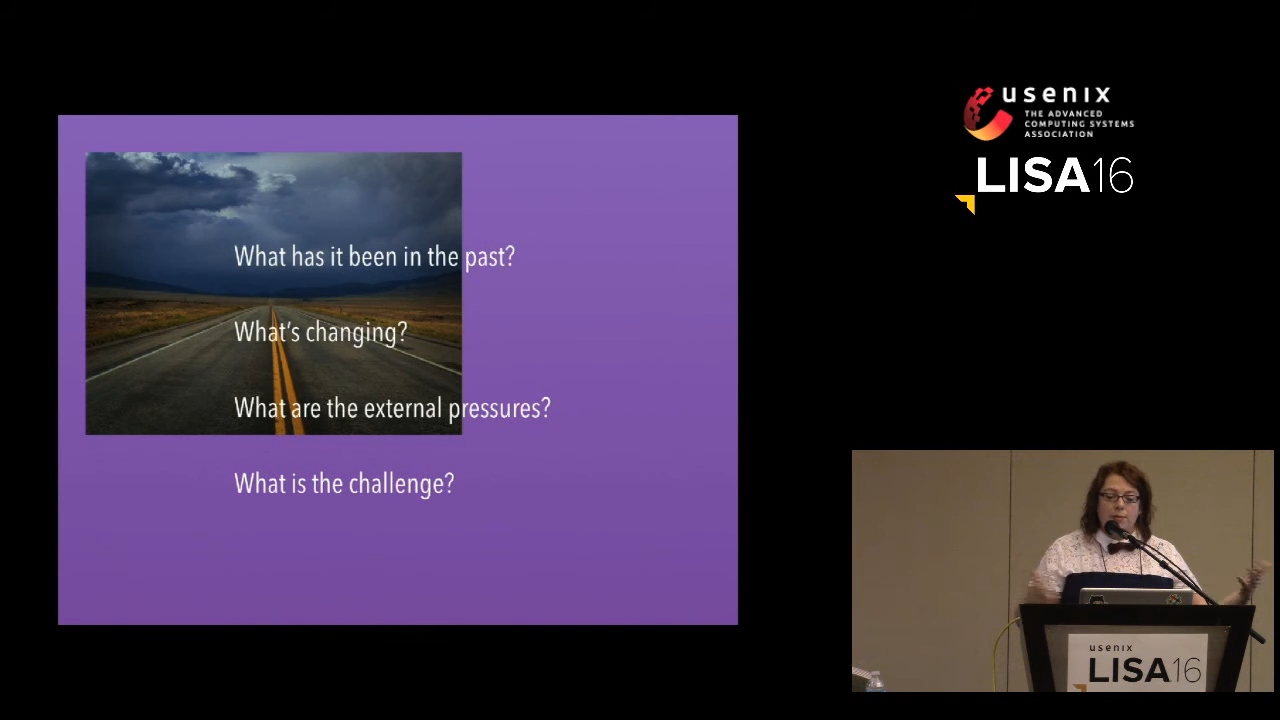 What has it been in the past?
What's changing?
What are the external pressures?
What is the challenge?
usenix
THE ADVANCED
COMPUTING SYSTEMS
ASSOCIATION
LISA16
usenix
LISA16